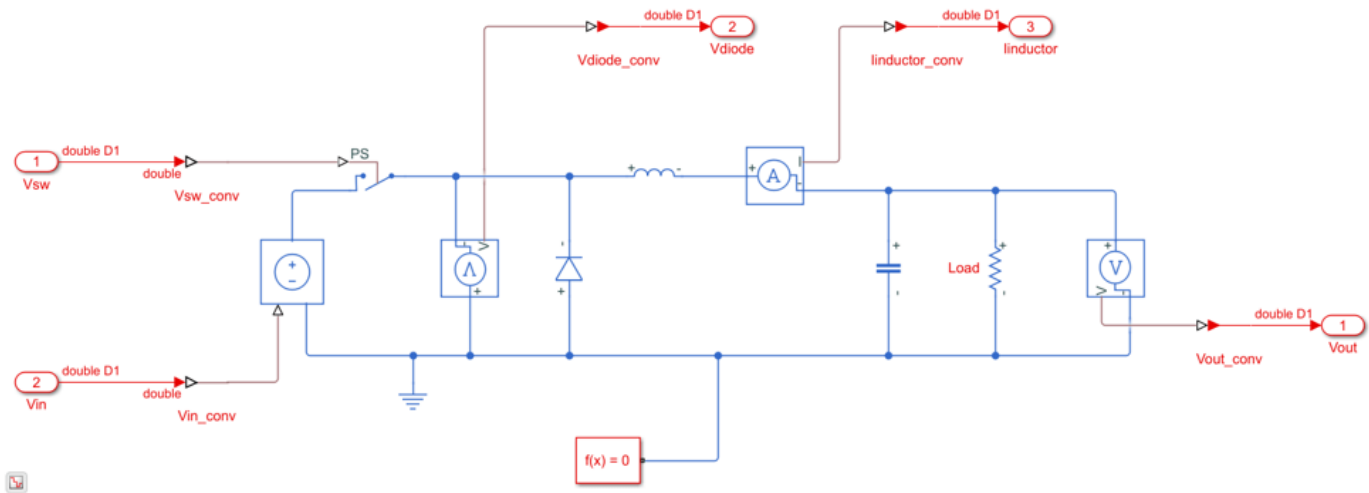 double D1
2
Vdiode
Vdiode_conv
double D1
3
Iinductor
Iinductor_conv
double D1
1
Vsw
double
Vsw_conv
PS
+
-
+
A
I
-
+
-
-
V
V
+
-
+
+
-
Load
+
-
+
V
V
-
double D1
2
Vin
double
Vin_conv
double D1
1
Vout
Vout_conv
f(x) = 0